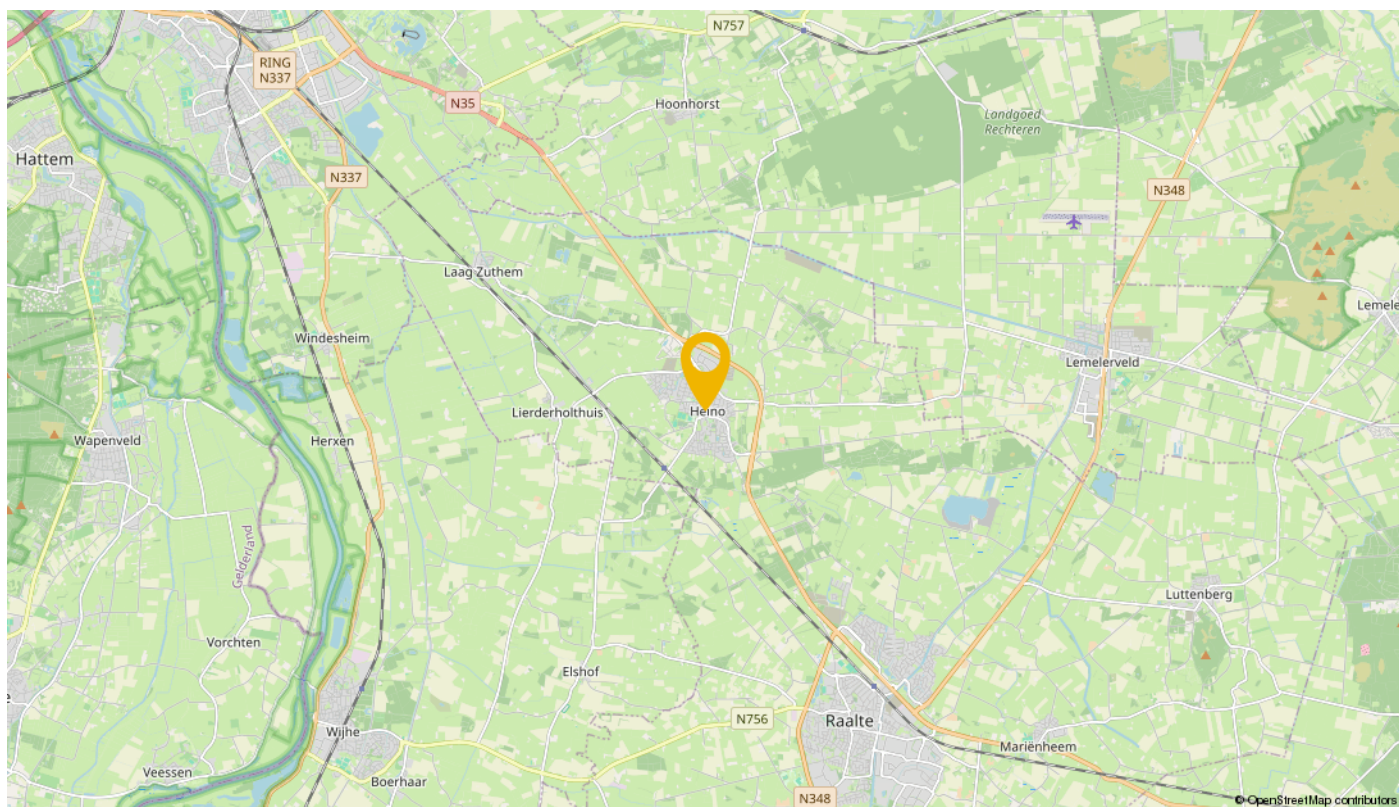 N757
RING
N337
N35
Hoonhorst
Landgoed
Rechteren
Hattem
N337
N348
Laag Zuthem
Lemele
Windesheim
Lemelerveld
Lierderholthuis
Heino
Wapenveld
Herxen
Gelderland
Luttenberg
Vorchten
Elshof
N756
Raalte
Wijhe
Mariënheem
Veessen
Boerhaar
N348
© OpenStreetMap contributors